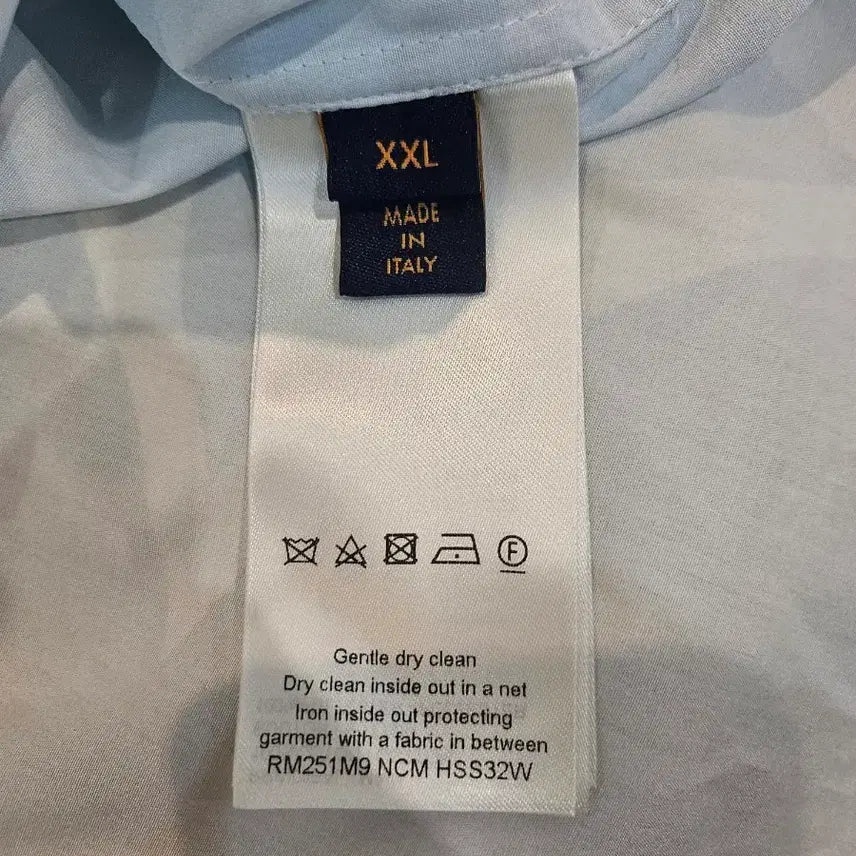 XXL
MADE
IN
ITALY
F
Gentle dry clean
Dry clean inside out in a net
Iron inside out protecting
garment with a fabric in between
RM251M9 NCM HSS32W